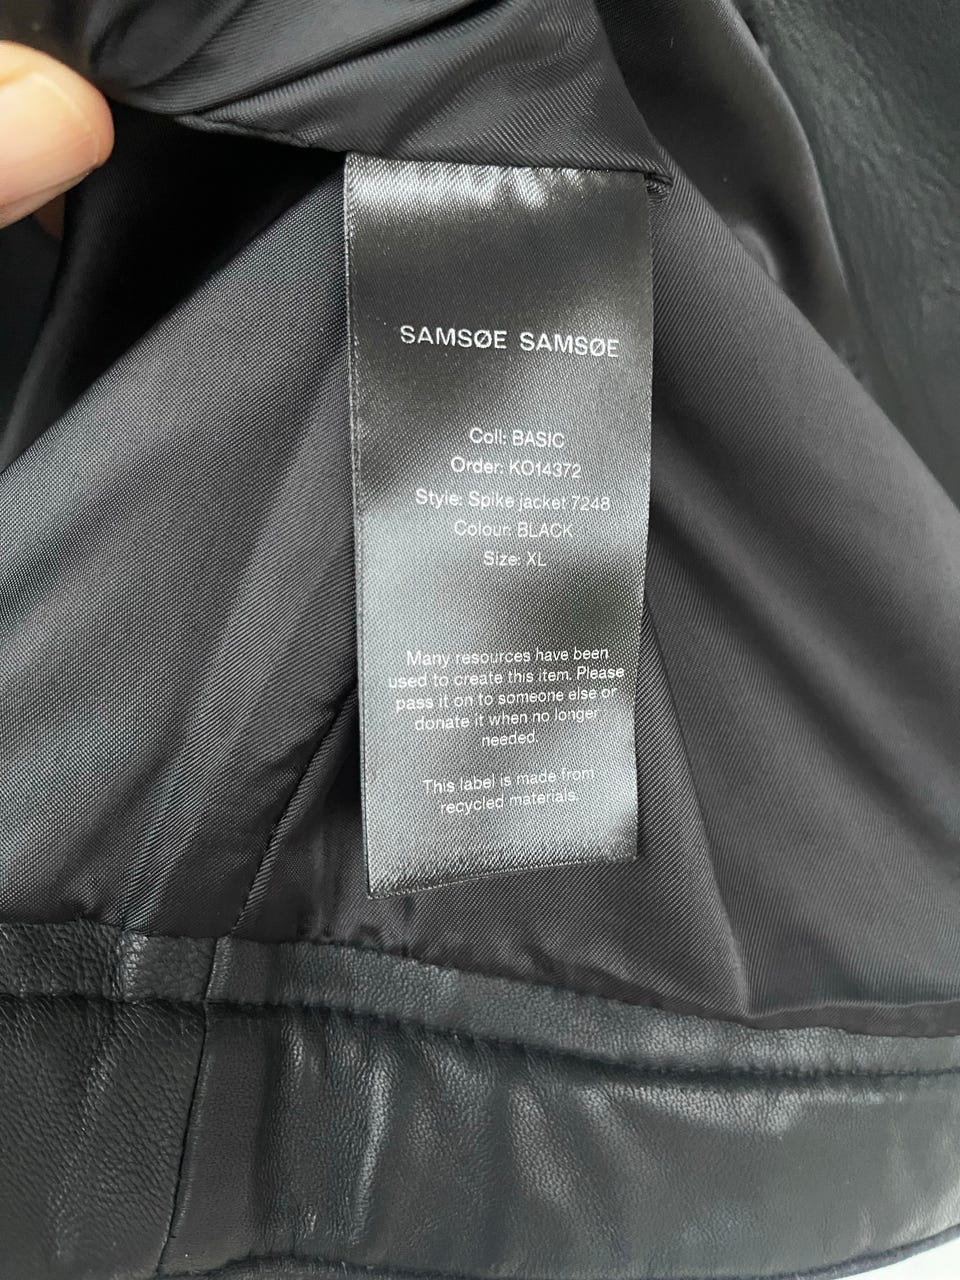 SAMSØE SAMSØE
Coll: BASIC
Order: KO14372
Style: Spike jacket 7248
Colour: BLACK
Size: XL
Many resources have been
used to create this item. Please
pass it on to someone else or
donate it when no longer
needed.
This label is made from
recycled materials.